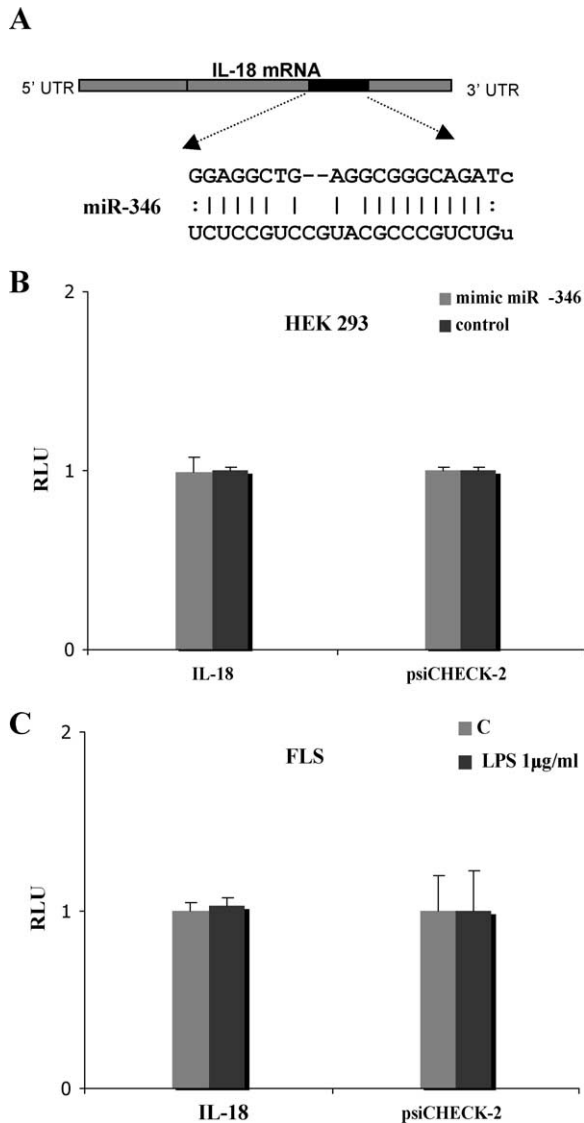 A
IL-18 mRNA
5' UTR
3' UTR
GGAGGCTG--AGGCGGGCAGATc
miR-346
: | | | | | | | | | | | | | | | | :
UCUCCGUCCGUACGCCCGUCUGu
B
2
mimic miR -346
control
HEK 293
RLU
1
0
IL-18
psiCHECK-2
C
2
C
LPS 1µg/ml
FLS
RLU
1
0
IL-18
psiCHECK-2